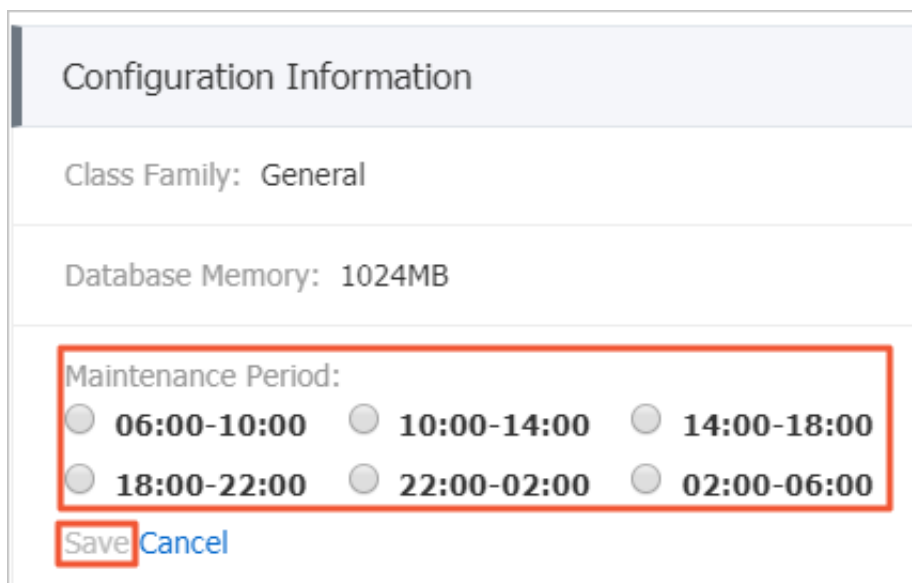 Configuration Information
Class Family: General
Database Memory: 1024MB
Maintenance Period:
06:00-10:00 10:00-14:00 14:00-18:00
18:00-22:00 22:00-02:00 02:00-06:00
Save Cancel